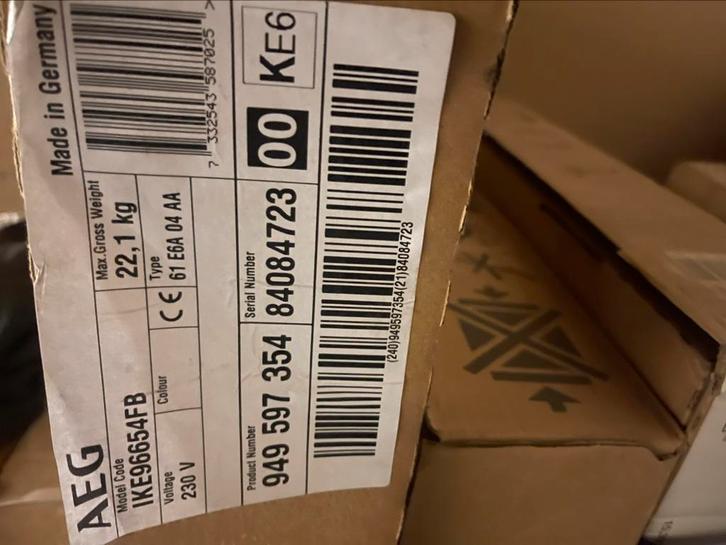 AEG
Made in Germany
Model Code
IKE96654FB
Max.Gross Weight
22,1 kg
7 332543 587025 >
Voltage
230 V
Colour
CE
Type
61 E6A 04 AA
Product Number
949 597 354
Serial Number
84084723
00
KE6
(240)949597354(21)84084723